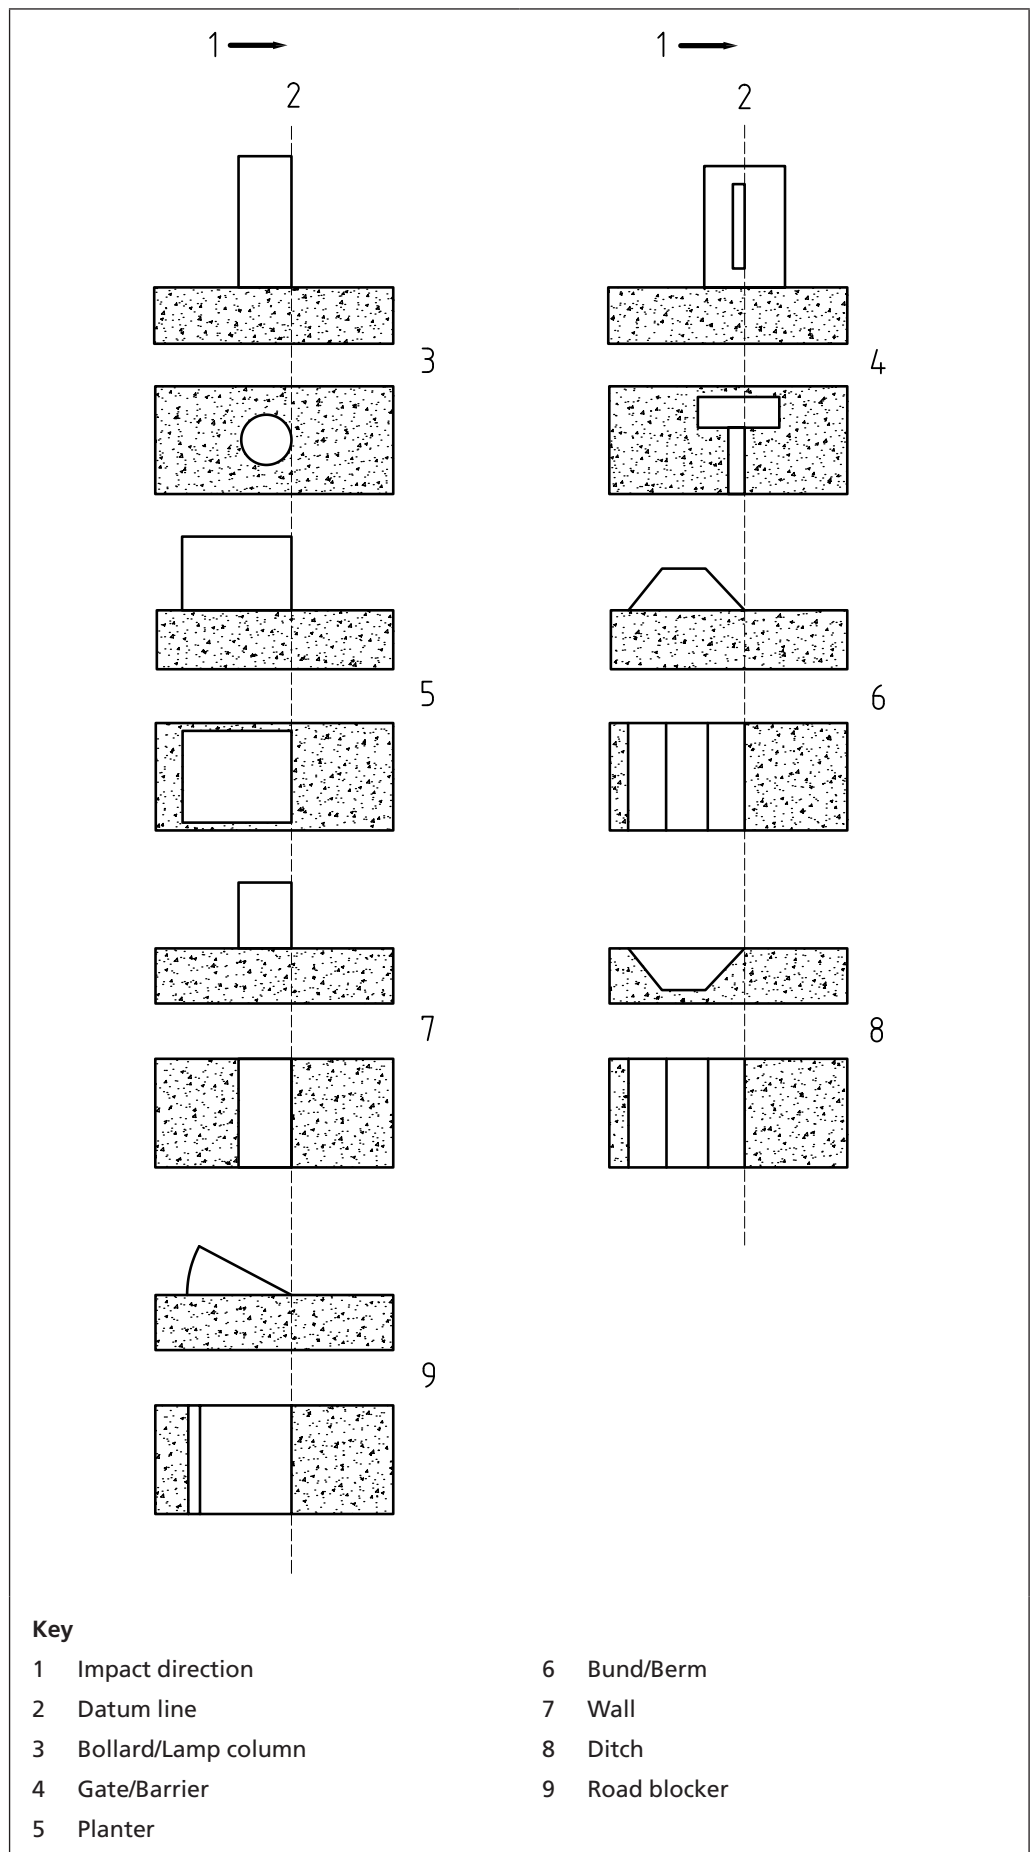 1 1
2 2
3 4
5 6
7 8
9
Key
1 Impact direction
2 Datum line
3 Bollard/Lamp column
4 Gate/Barrier
5 Planter
6 Bund/Berm
7 Wall
8 Ditch
9 Road blocker